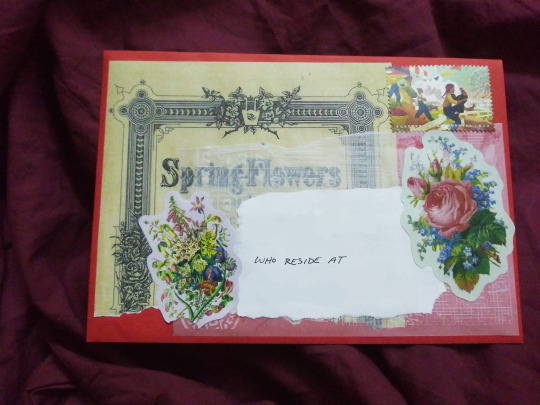 Spring Flowers
WHO RESIDE AT